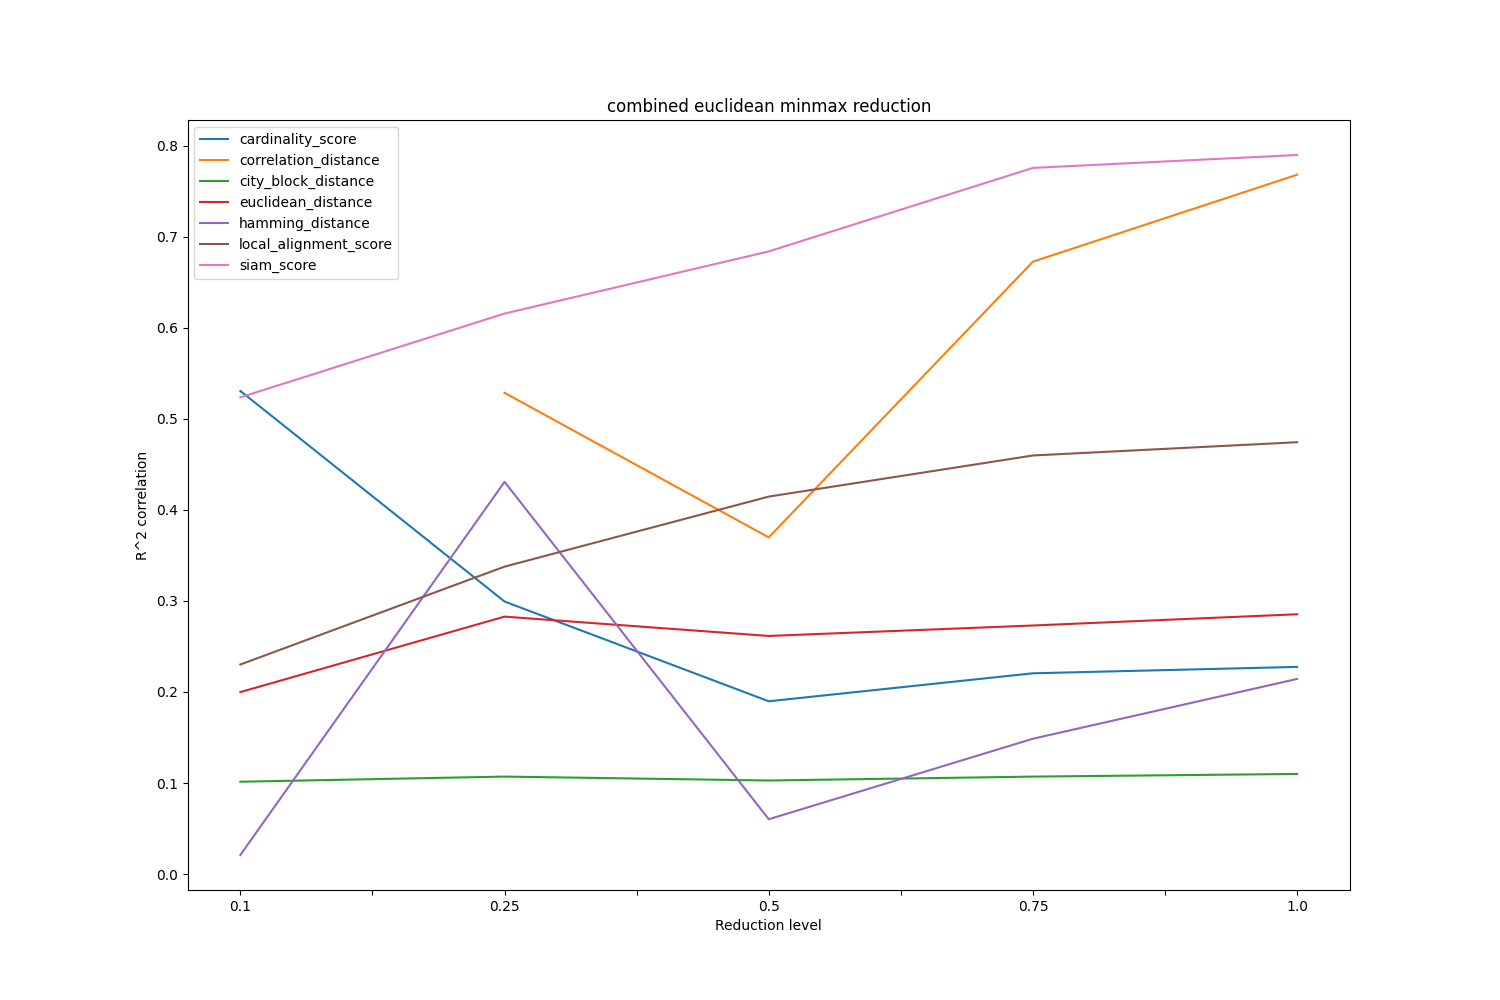 combined euclidean minmax reduction
cardinality_score
correlation_distance
city_block_distance
euclidean_distance
hamming_distance
local_alignment_score
siam_score
0.8
0.7
0.6
0.5
0.4
0.3
0.2
0.1
0.0
R^2 correlation
0.1 0.25 0.5 0.75 1.0
Reduction level